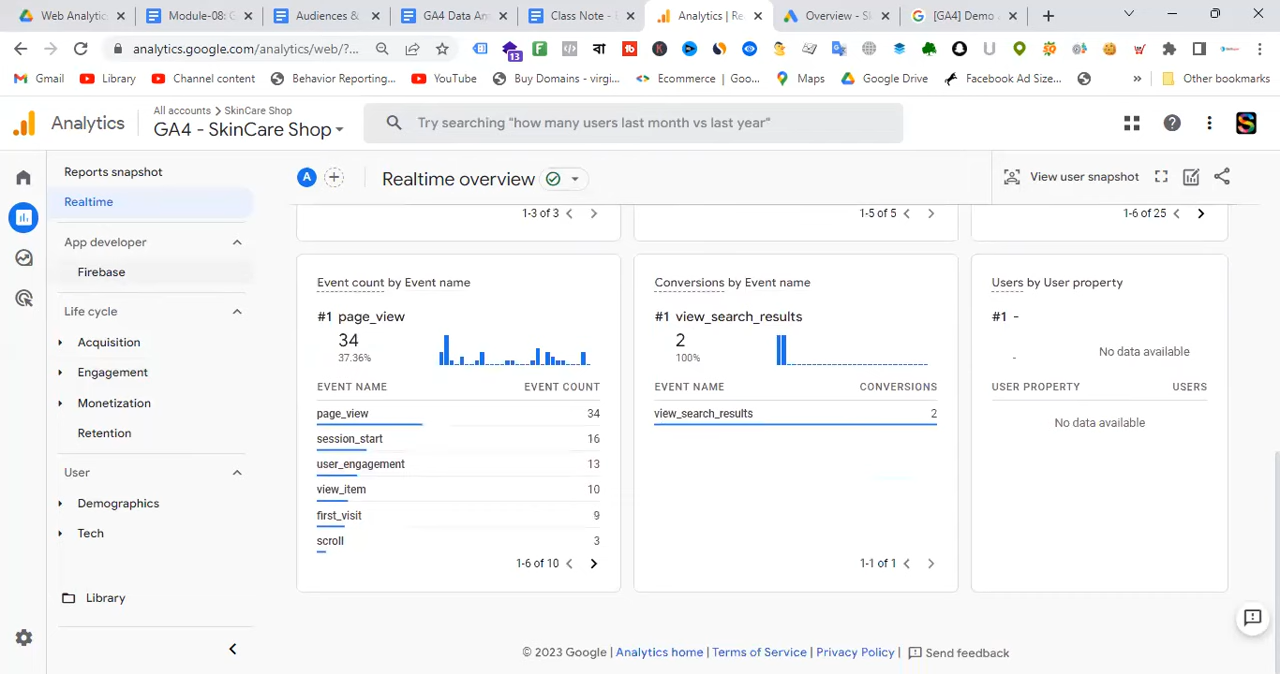 Web Analytics
Module-08: G
Audiences &
GA4 Data An
Class Note -
Analytics | Re
Overview - S
[GA4] Demo
analytics.google.com/analytics/web/?...
13
বা
Gmail
Library
Channel content
Behavior Reporting...
YouTube
Buy Domains - virgi...
Ecommerce | Goo...
Maps
Google Drive
Facebook Ad Size...
»
Other bookmarks
Analytics
All accounts > SkinCare Shop
GA4 - SkinCare Shop
Try searching "how many users last month vs last year"
Reports snapshot
Realtime
App developer
Firebase
Life cycle
Acquisition
Engagement
Monetization
Retention
User
Demographics
Tech
Library
A
Realtime overview
View user snapshot
1-3 of 3
1-5 of 5
1-6 of 25
Event count by Event name
#1 page_view
34
37.36%
EVENT NAME EVENT COUNT
page_view 34
session_start 16
user_engagement 13
view_item 10
first_visit 9
scroll 3
1-6 of 10
Conversions by Event name
#1 view_search_results
2
100%
EVENT NAME CONVERSIONS
view_search_results 2
1-1 of 1
Users by User property
#1 -
-
No data available
USER PROPERTY USERS
No data available
© 2023 Google | Analytics home | Terms of Service | Privacy Policy | Send feedback